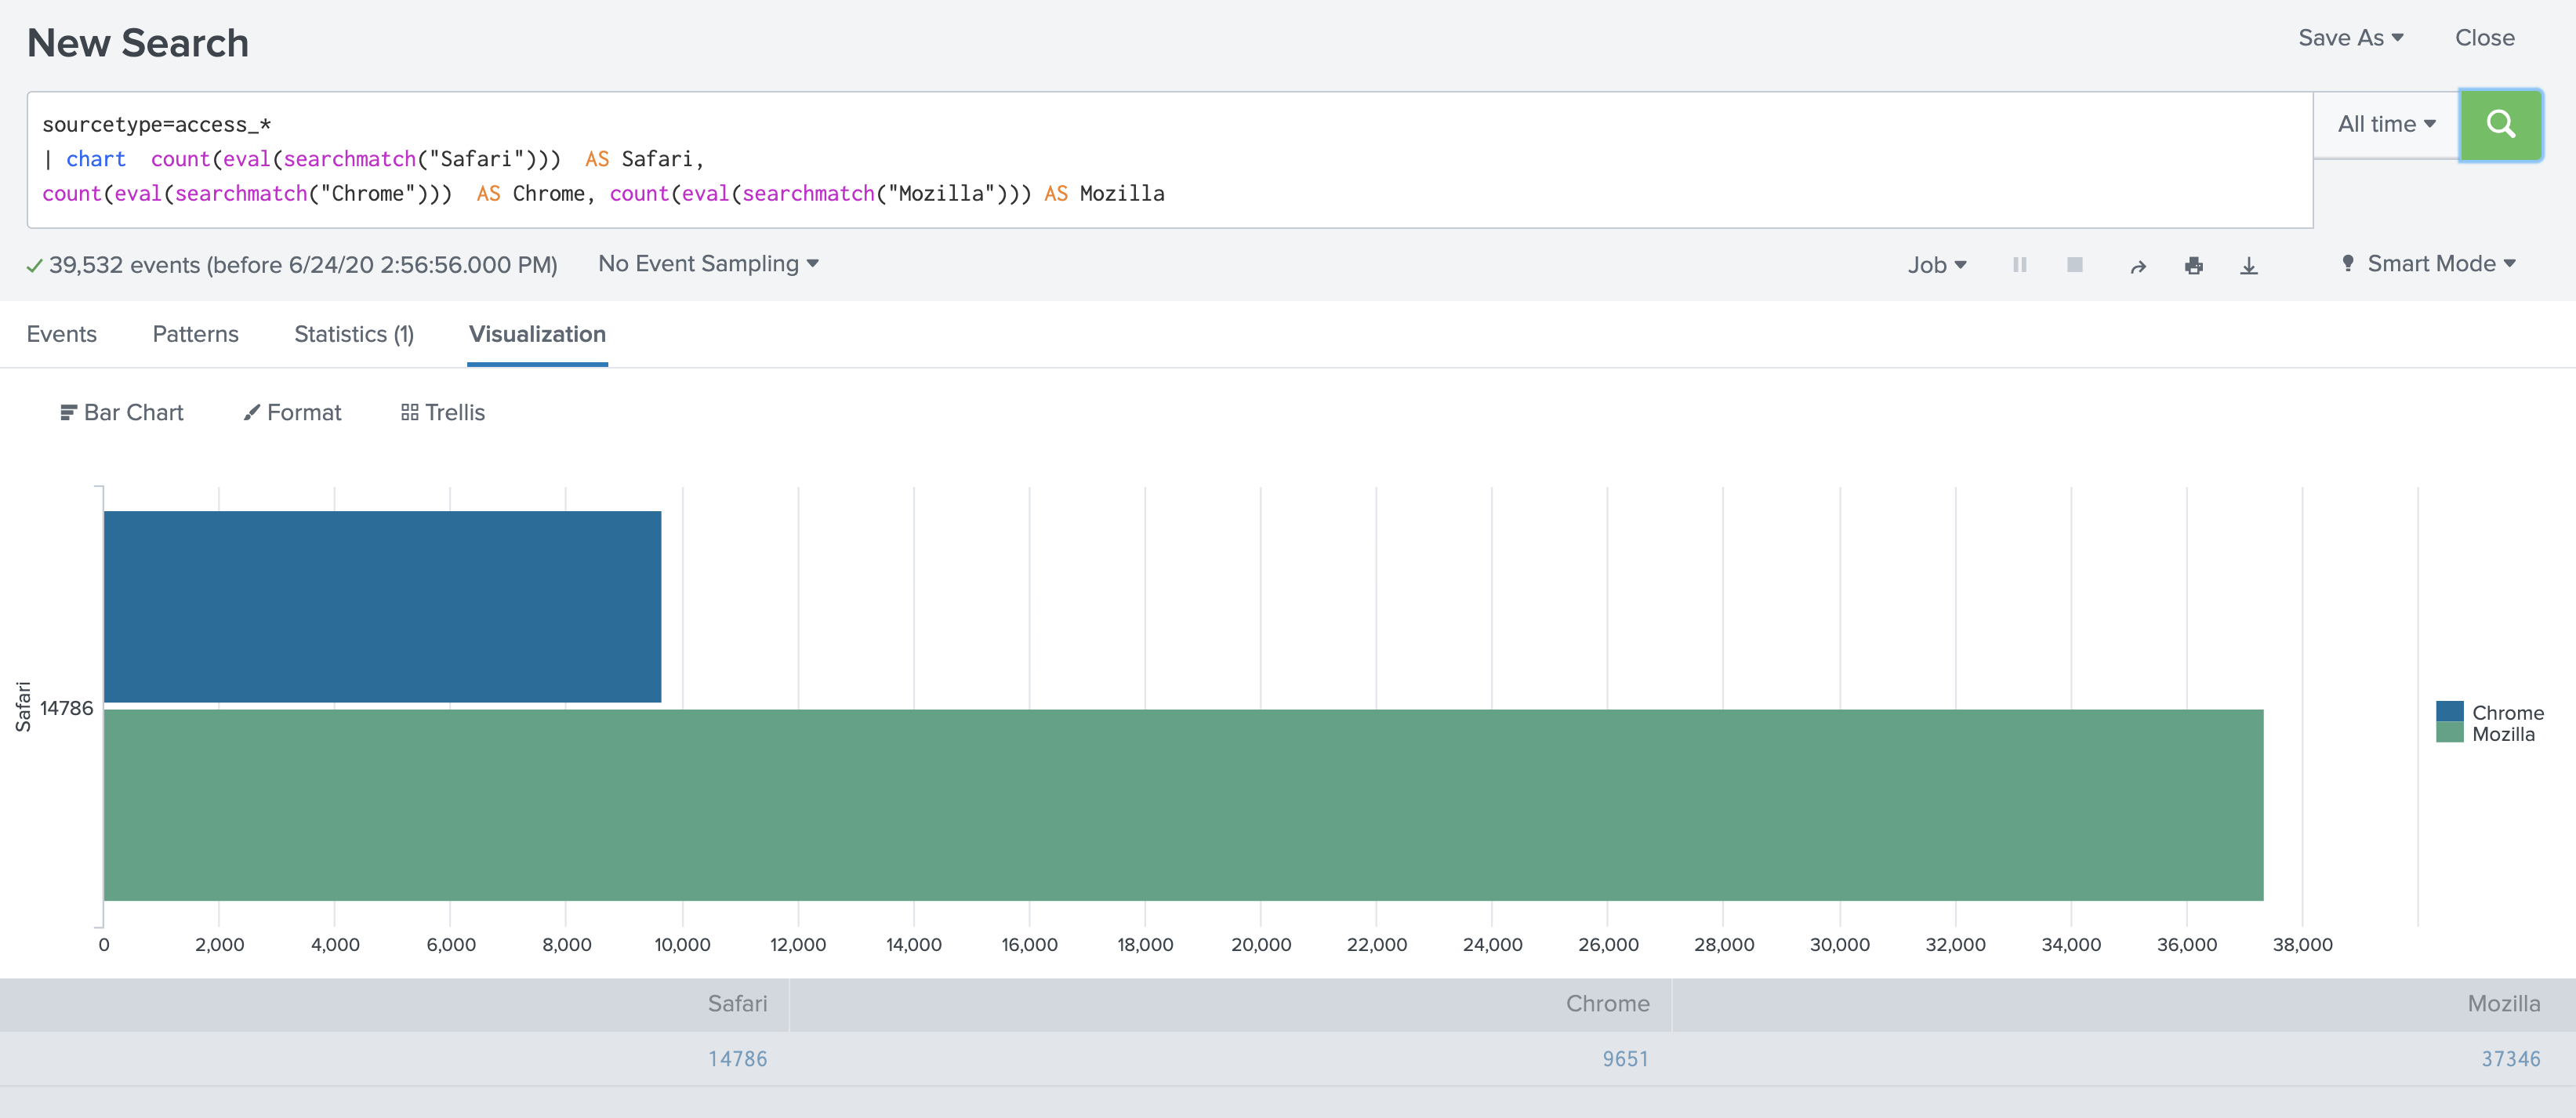 New Search
Save As
Close
sourcetype=access_*
| chart  count(eval(searchmatch("Safari")))  AS Safari,
count(eval(searchmatch("Chrome")))  AS Chrome, count(eval(searchmatch("Mozilla"))) AS Mozilla
All time
39,532 events (before 6/24/20 2:56:56.000 PM)
No Event Sampling
Job
Smart Mode
Events
Patterns
Statistics (1)
Visualization
Bar Chart
Format
Trellis
Safari
14786
Chrome
Mozilla
0 2,000 4,000 6,000 8,000 10,000 12,000 14,000 16,000 18,000 20,000 22,000 24,000 26,000 28,000 30,000 32,000 34,000 36,000 38,000
Safari Chrome Mozilla
14786 9651 37346